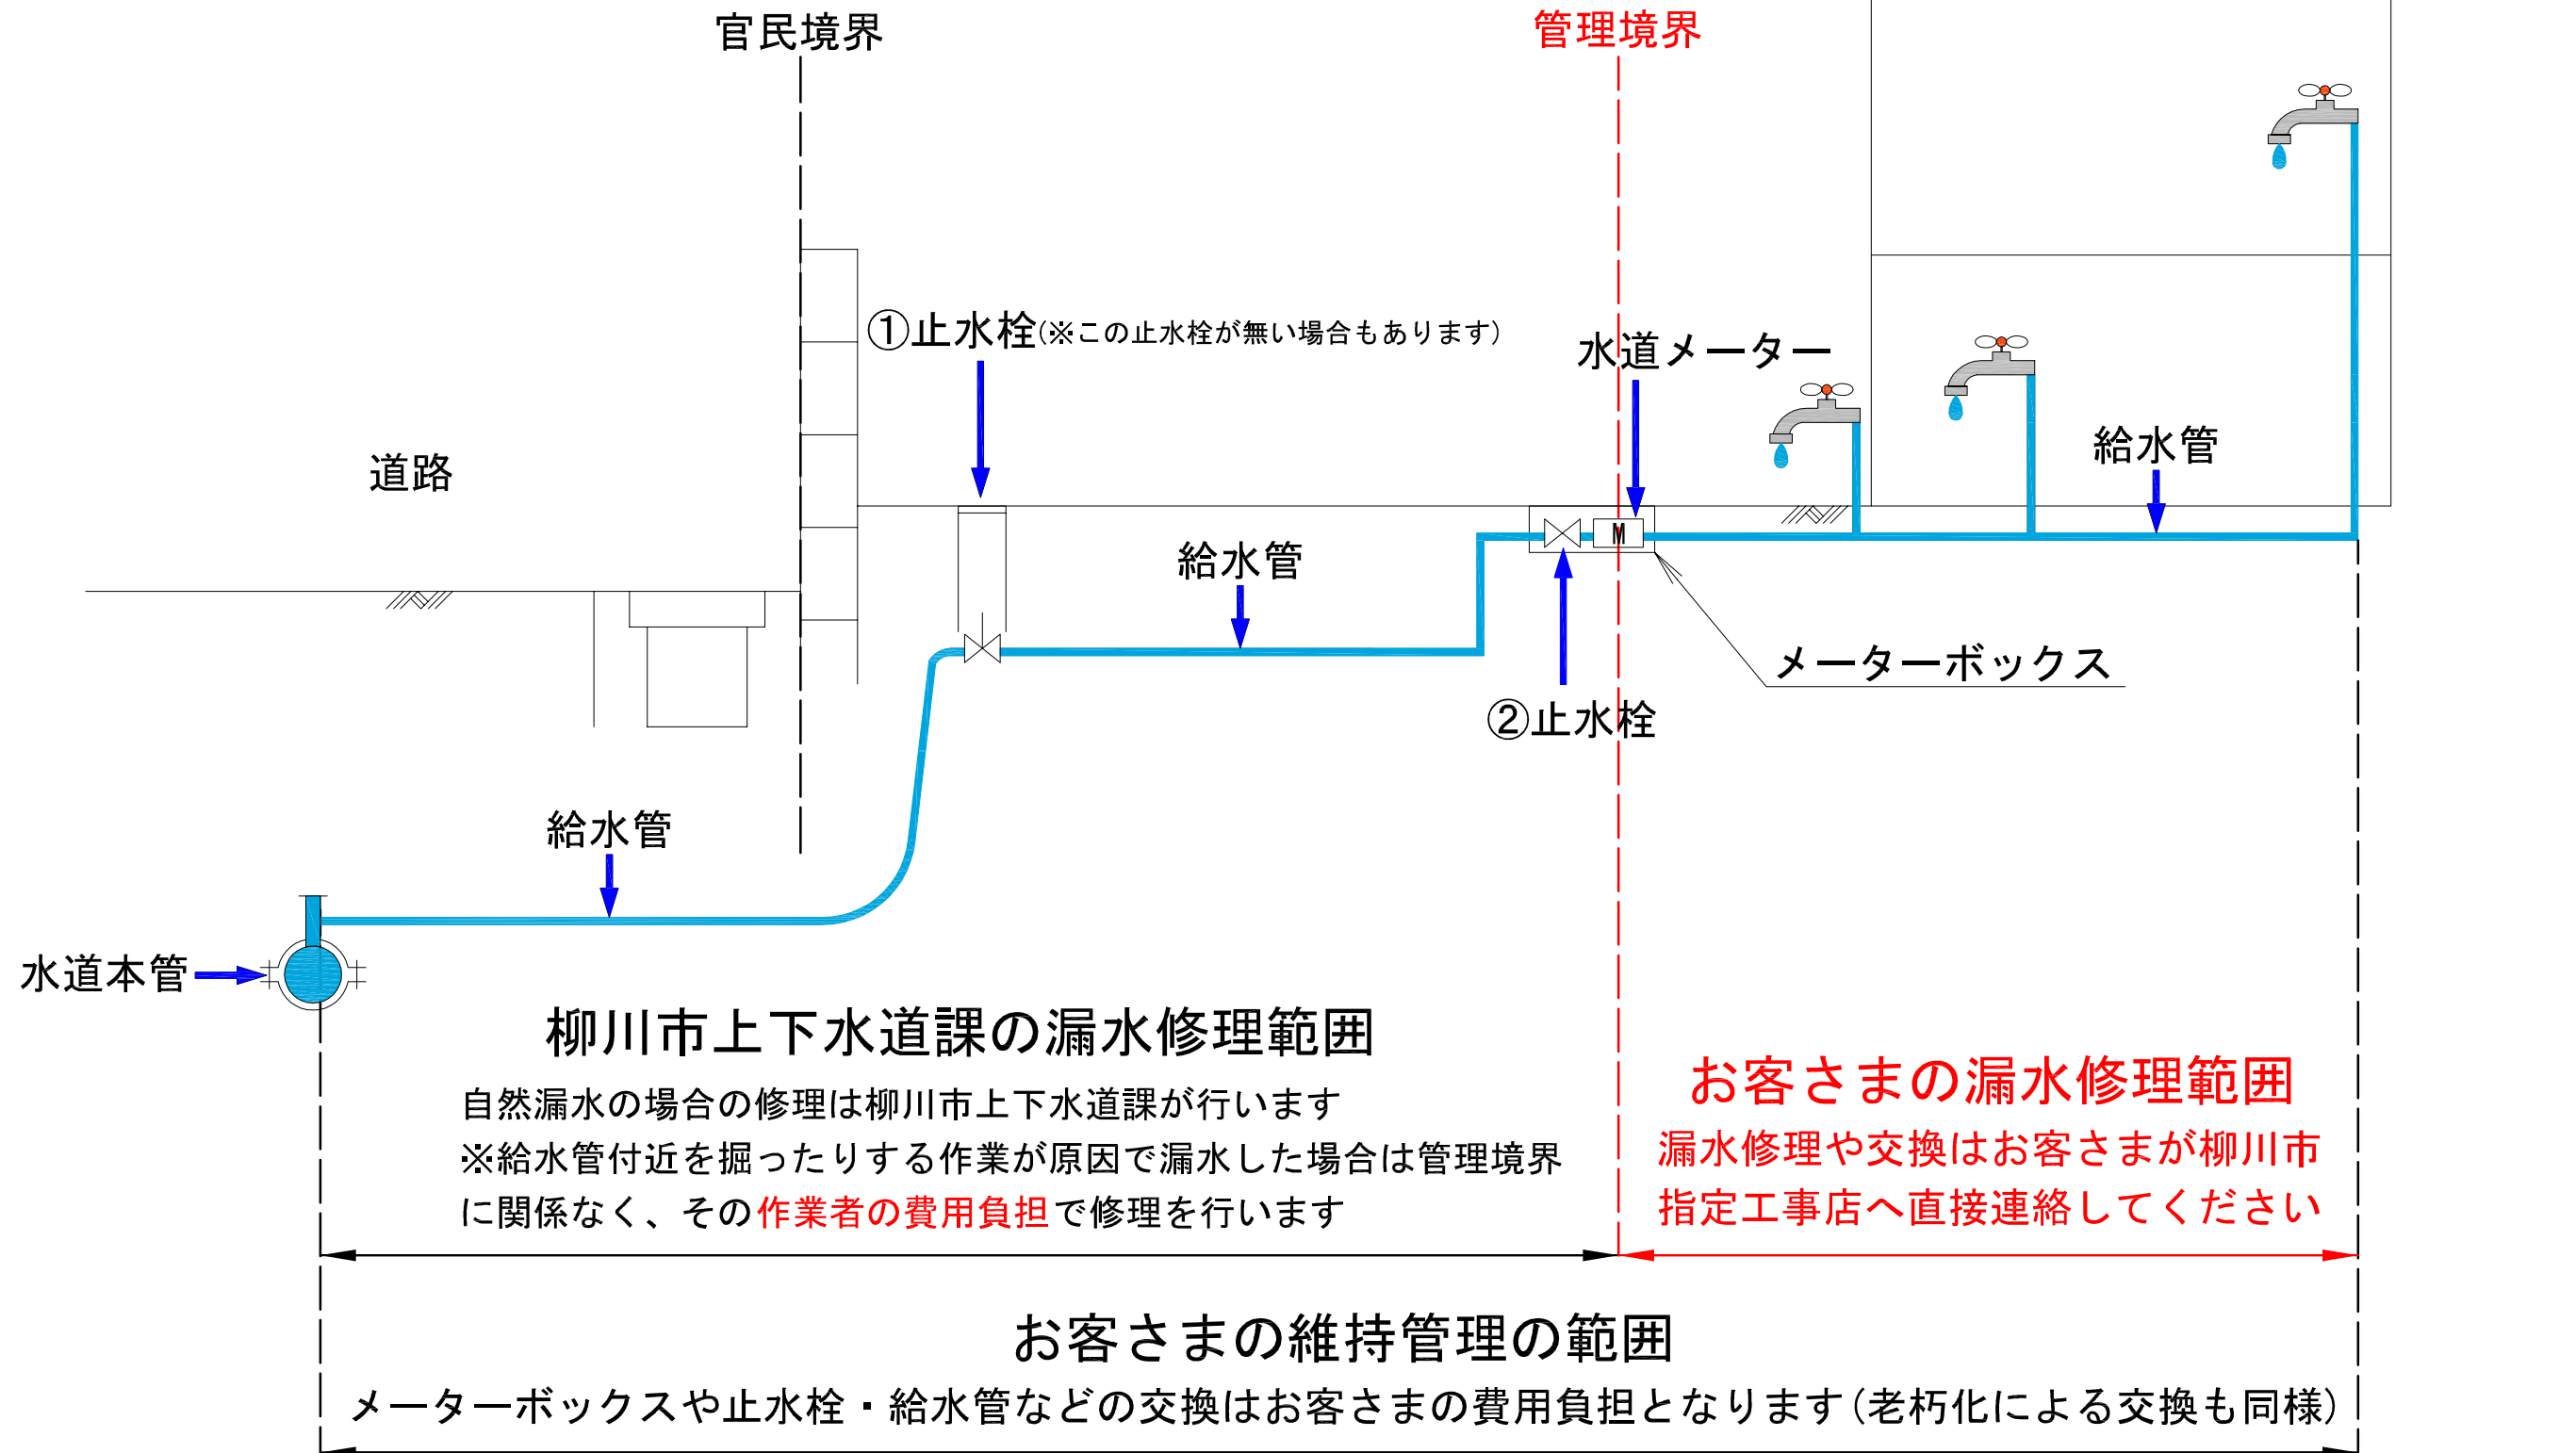 官民境界
管理境界
①止水栓(※この止水栓が無い場合もあります)
水道メーター
道路
給水管
給水管
M
メーターボックス
②止水栓
給水管
水道本管
柳川市上下水道課の漏水修理範囲
自然漏水の場合の修理は柳川市上下水道課が行います
※給水管付近を掘ったりする作業が原因で漏水した場合は管理境界
に関係なく、その作業者の費用負担で修理を行います
お客さまの漏水修理範囲
漏水修理や交換はお客さまが柳川市
指定工事店へ直接連絡してください
お客さまの維持管理の範囲
メーターボックスや止水栓・給水管などの交換はお客さまの費用負担となります(老朽化による交換も同様)